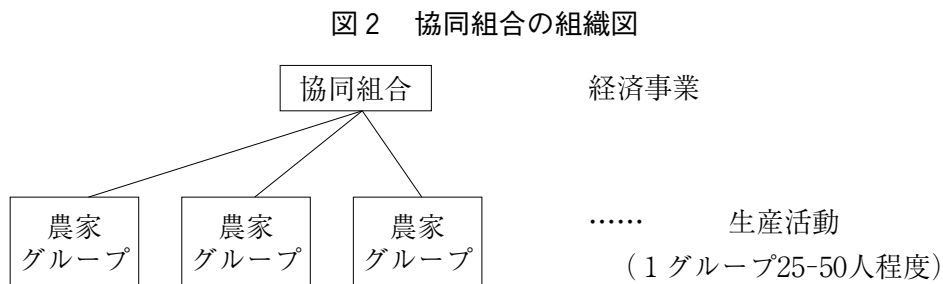 図2 協同組合の組織図
協同組合 経済事業
農家 農家 農家 …… 生産活動
グループ グループ グループ (1グループ25-50人程度)